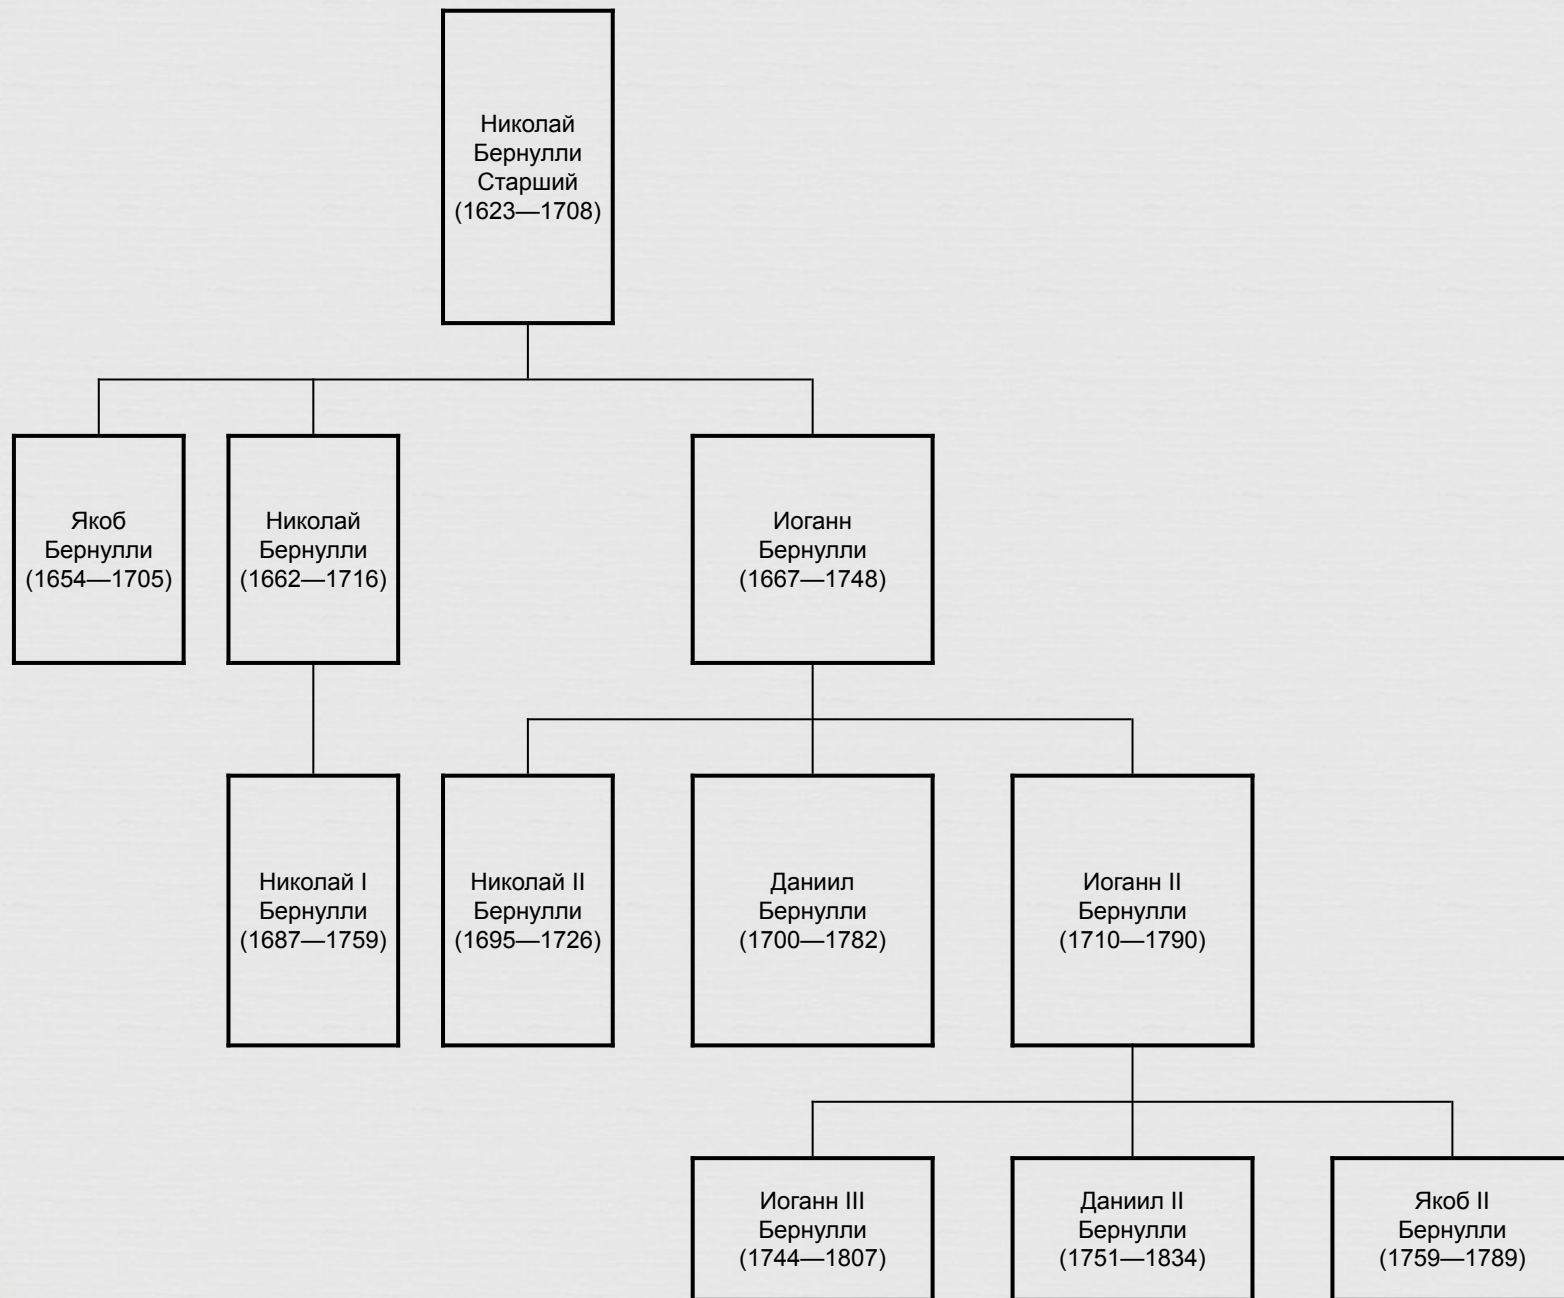 Николай
Бернулли
Старший
(1623—1708)
Якоб
Бернулли
(1654—1705)
Николай
Бернулли
(1662—1716)
Иоганн
Бернулли
(1667—1748)
Николай I
Бернулли
(1687—1759)
Николай II
Бернулли
(1695—1726)
Даниил
Бернулли
(1700—1782)
Иоганн II
Бернулли
(1710—1790)
Иоганн III
Бернулли
(1744—1807)
Даниил II
Бернулли
(1751—1834)
Якоб II
Бернулли
(1759—1789)